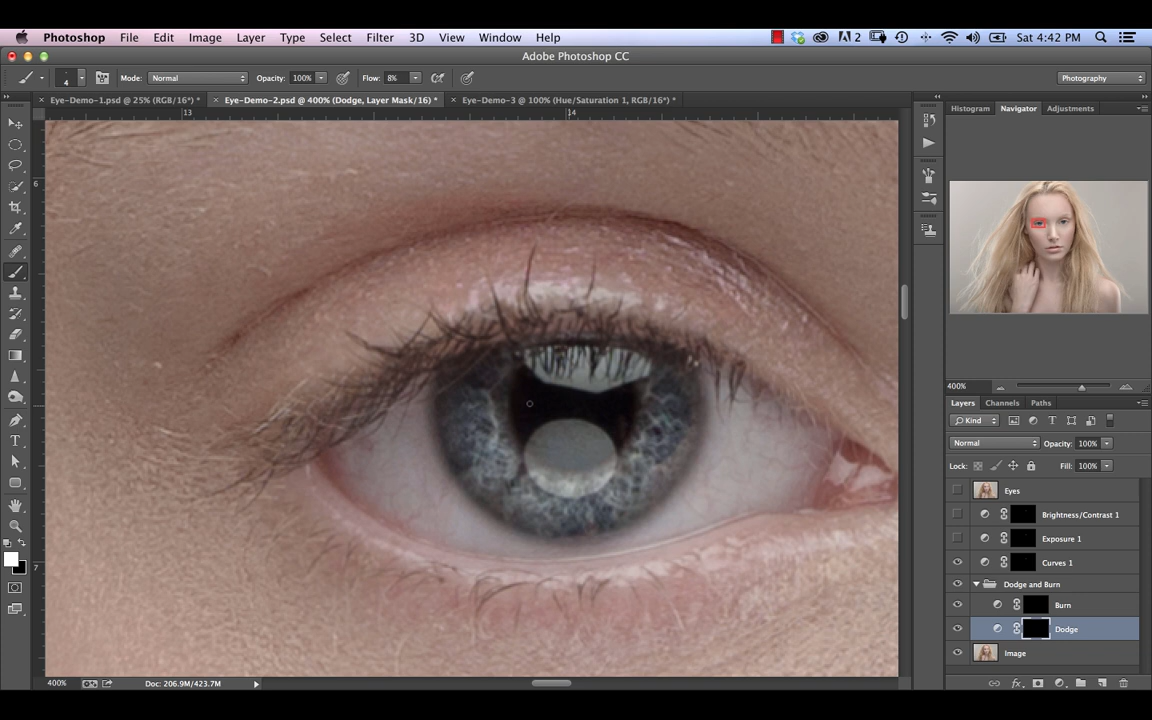 Photoshop File Edit Image Layer Type Select Filter 3D View Window Help 2 Sat 4:42 PM
Adobe Photoshop CC
4 Mode: Normal Opacity: 100% Flow: 8% Photography
Eye-Demo-1.psd @ 25% (RGB/16*) * Eye-Demo-2.psd @ 400% (Dodge, Layer Mask/16) * Eye-Demo-3 @ 100% (Hue/Saturation 1, RGB/16*) *
Histogram Navigator Adjustments
13 14
6
7
400%
Layers Channels Paths
Kind
Normal Opacity: 100%
Lock: Fill: 100%
Eyes
Brightness/Contrast 1
Exposure 1
Curves 1
Dodge and Burn
Burn
Dodge
Image
400% Doc: 206.9M/423.7M
fx